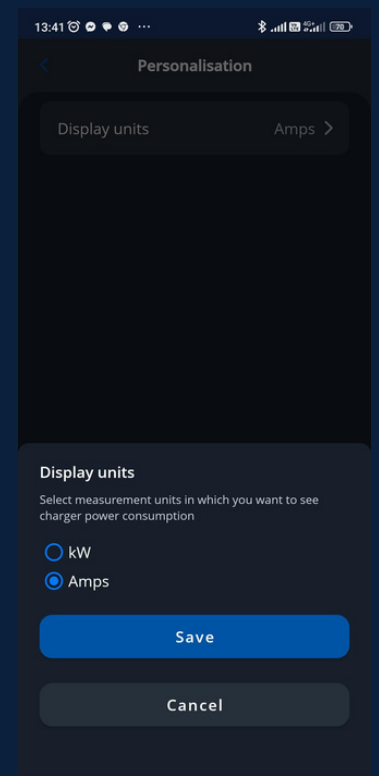 13:41
4G+
70
Personalisation
Display units
Amps
Display units
Select measurement units in which you want to see
charger power consumption
kW
Amps
Save
Cancel